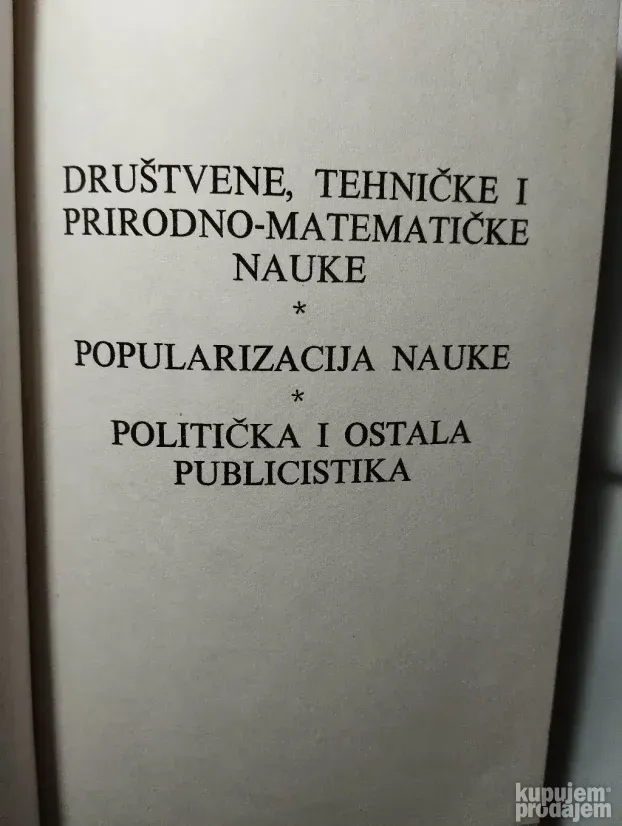 DRUŠTVENE, TEHNIČKE I
PRIRODNO-MATEMATIČKE
NAUKE
*
POPULARIZACIJA NAUKE
*
POLITIČKA I OSTALA
PUBLICISTIKA
kupujem
prodajem